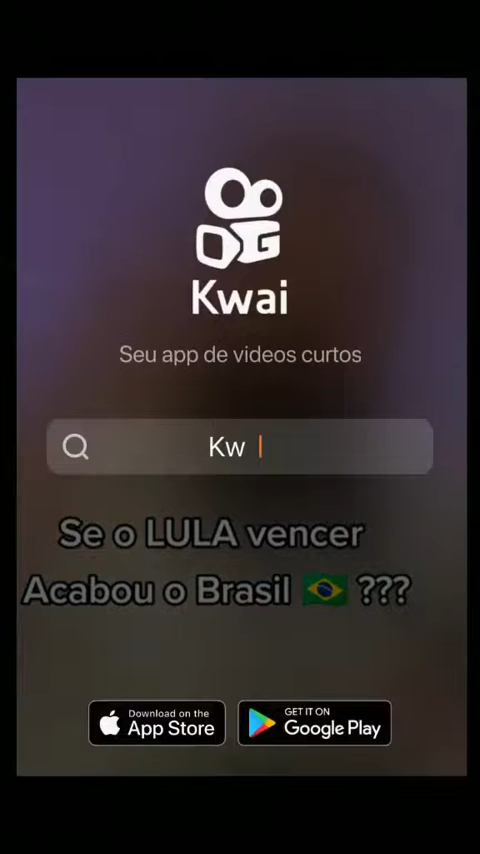 Kwai
Seu app de videos curtos
Kw
Se o LULA vencer
Acabou o Brasil 🇧🇷 ???
Download on the
App Store
GET IT ON
Google Play